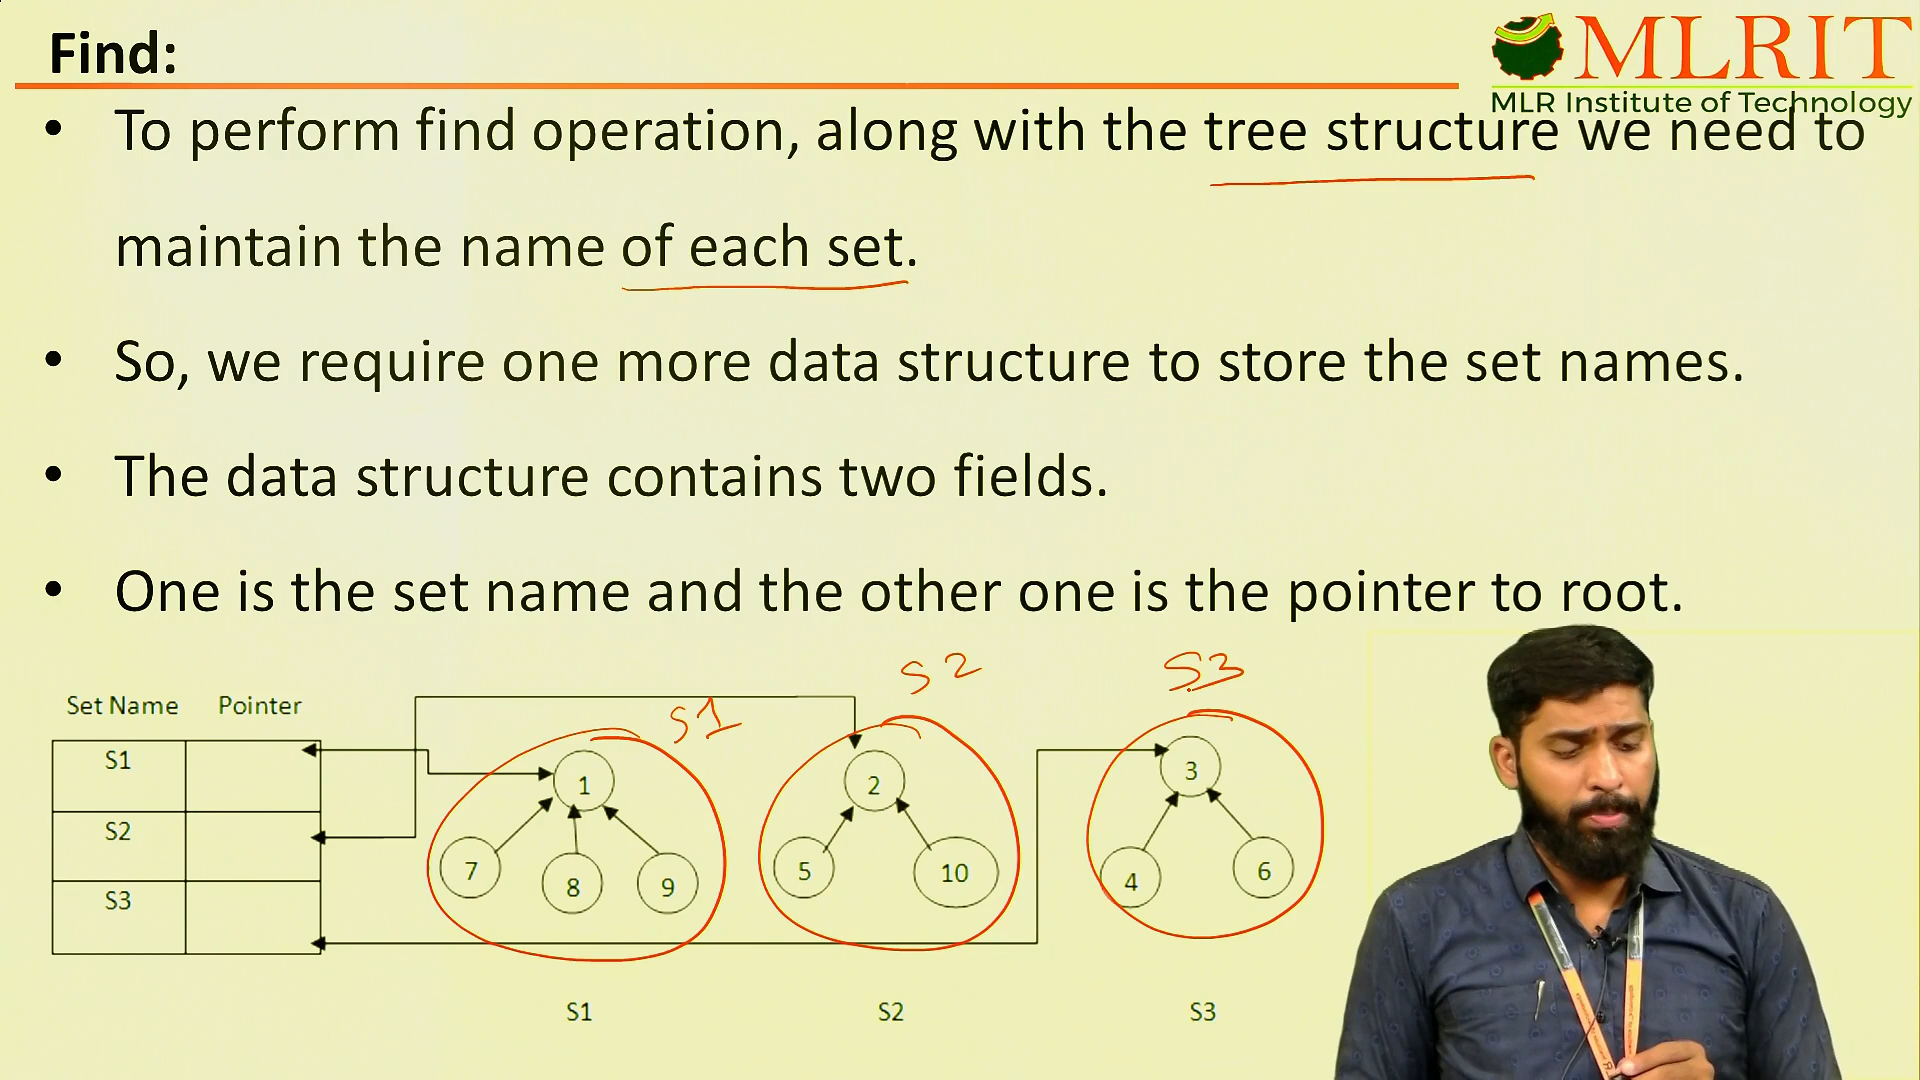 Find:
MLRIT
MLR Institute of Technology
• To perform find operation, along with the tree structure we need to
maintain the name of each set.
• So, we require one more data structure to store the set names.
• The data structure contains two fields.
• One is the set name and the other one is the pointer to root.
Set Name Pointer
S1
S2
S3
S1
S2
S3
1
7
8
9
2
5
10
3
4
6
S1
S2
S3